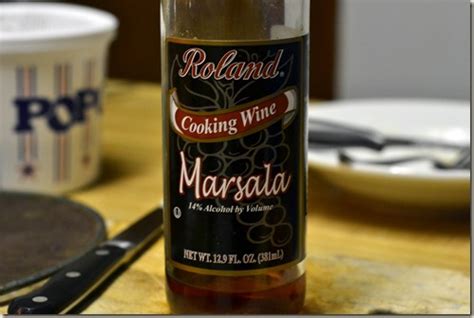 POP
Roland®
Cooking Wine
Marsala
14% Alcohol by Volume
NET WT. 12.9 FL. OZ. (381mL)